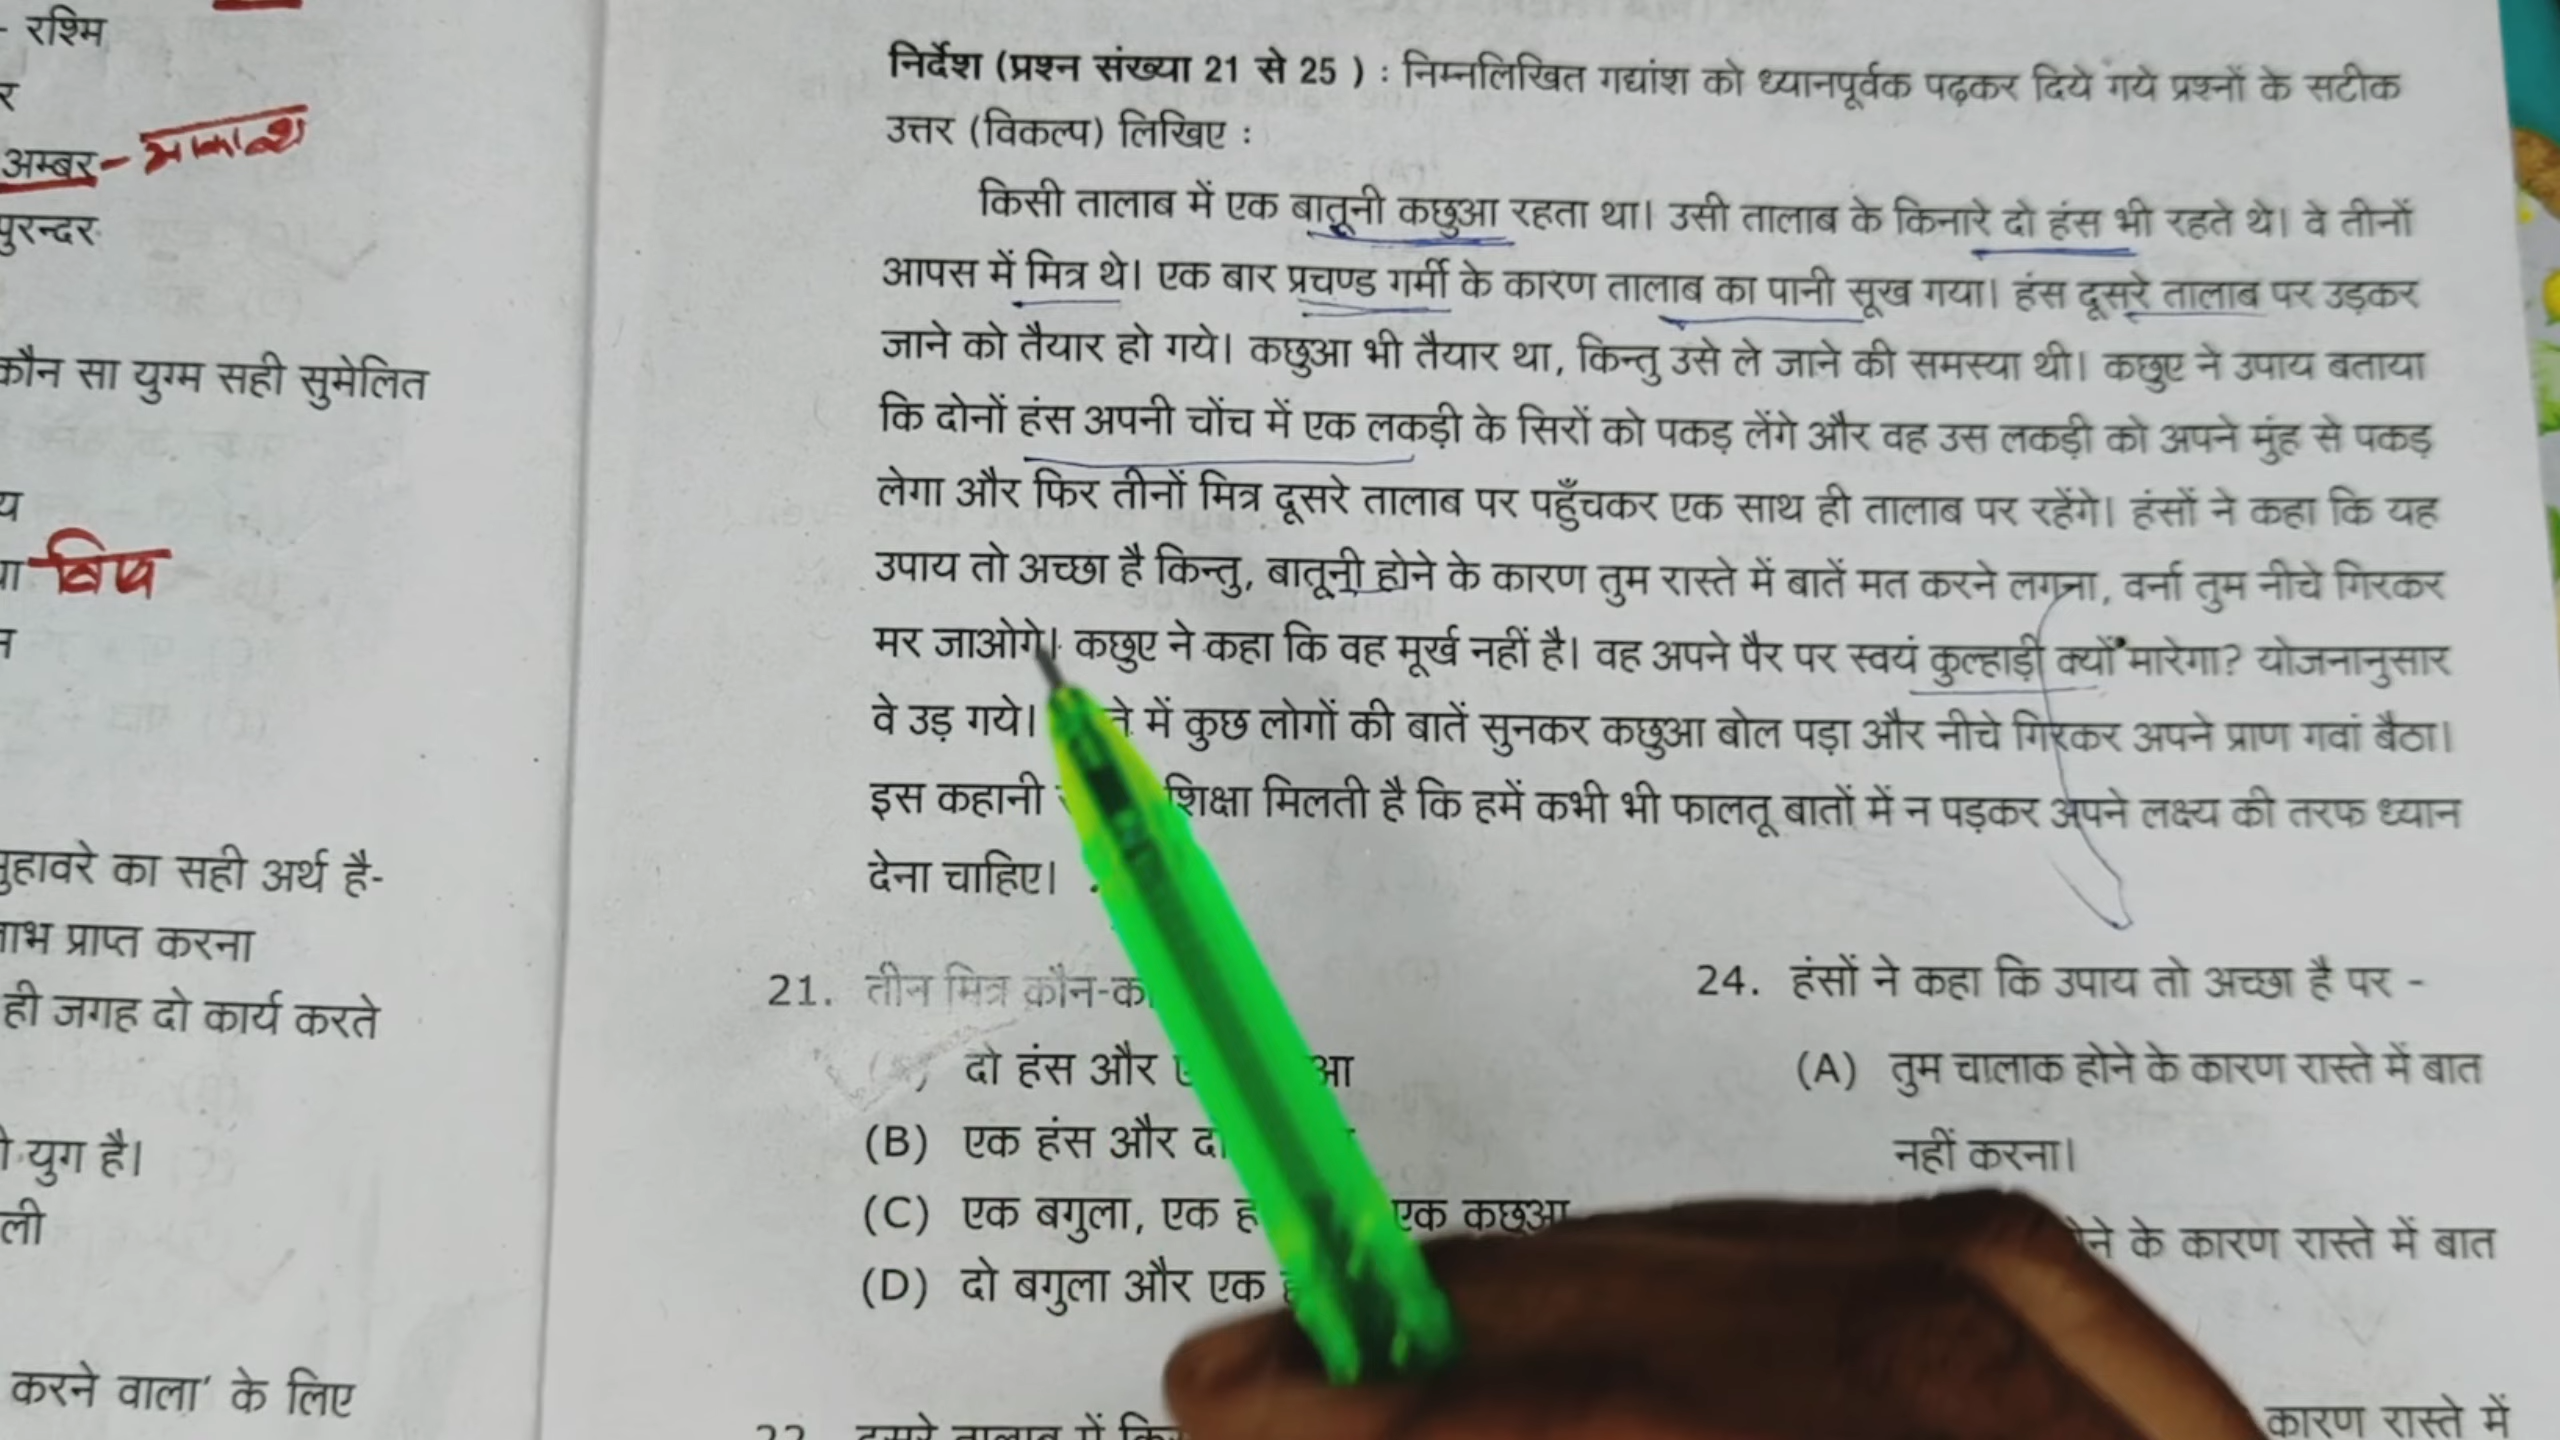 - रश्मि
र
अम्बर - आकाश
पुरन्दर
कौन सा युग्म सही सुमेलित
य
या विष
न
मुहावरे का सही अर्थ है-
लाभ प्राप्त करना
ही जगह दो कार्य करते
युग है।
ली
करने वाला' के लिए
निर्देश (प्रश्न संख्या 21 से 25 ) : निम्नलिखित गद्यांश को ध्यानपूर्वक पढ़कर दिये गये प्रश्नों के सटीक
उत्तर (विकल्प) लिखिए :
किसी तालाब में एक बातूनी कछुआ रहता था। उसी तालाब के किनारे दो हंस भी रहते थे। वे तीनों
आपस में मित्र थे। एक बार प्रचण्ड गर्मी के कारण तालाब का पानी सूख गया। हंस दूसरे तालाब पर उड़कर
जाने को तैयार हो गये। कछुआ भी तैयार था, किन्तु उसे ले जाने की समस्या थी। कछुए ने उपाय बताया
कि दोनों हंस अपनी चोंच में एक लकड़ी के सिरों को पकड़ लेंगे और वह उस लकड़ी को अपने मुंह से पकड़
लेगा और फिर तीनों मित्र दूसरे तालाब पर पहुँचकर एक साथ ही तालाब पर रहेंगे। हंसों ने कहा कि यह
उपाय तो अच्छा है किन्तु, बातूनी होने के कारण तुम रास्ते में बातें मत करने लगना, वर्ना तुम नीचे गिरकर
मर जाओगे। कछुए ने कहा कि वह मूर्ख नहीं है। वह अपने पैर पर स्वयं कुल्हाड़ी क्यों मारेगा? योजनानुसार
वे उड़ गये। में कुछ लोगों की बातें सुनकर कछुआ बोल पड़ा और नीचे गिरकर अपने प्राण गवां बैठा।
इस कहानी शिक्षा मिलती है कि हमें कभी भी फालतू बातों में न पड़कर अपने लक्ष्य की तरफ ध्यान
देना चाहिए।
21. तीन मित्र कौन-
दो हंस और
(B) एक हंस और
(C) एक बगुला, एक एक कछुआ
(D) दो बगुला और एक
24. हंसों ने कहा कि उपाय तो अच्छा है पर -
(A) तुम चालाक होने के कारण रास्ते में बात
नहीं करना।
के कारण रास्ते में बात
कारण रास्ते में